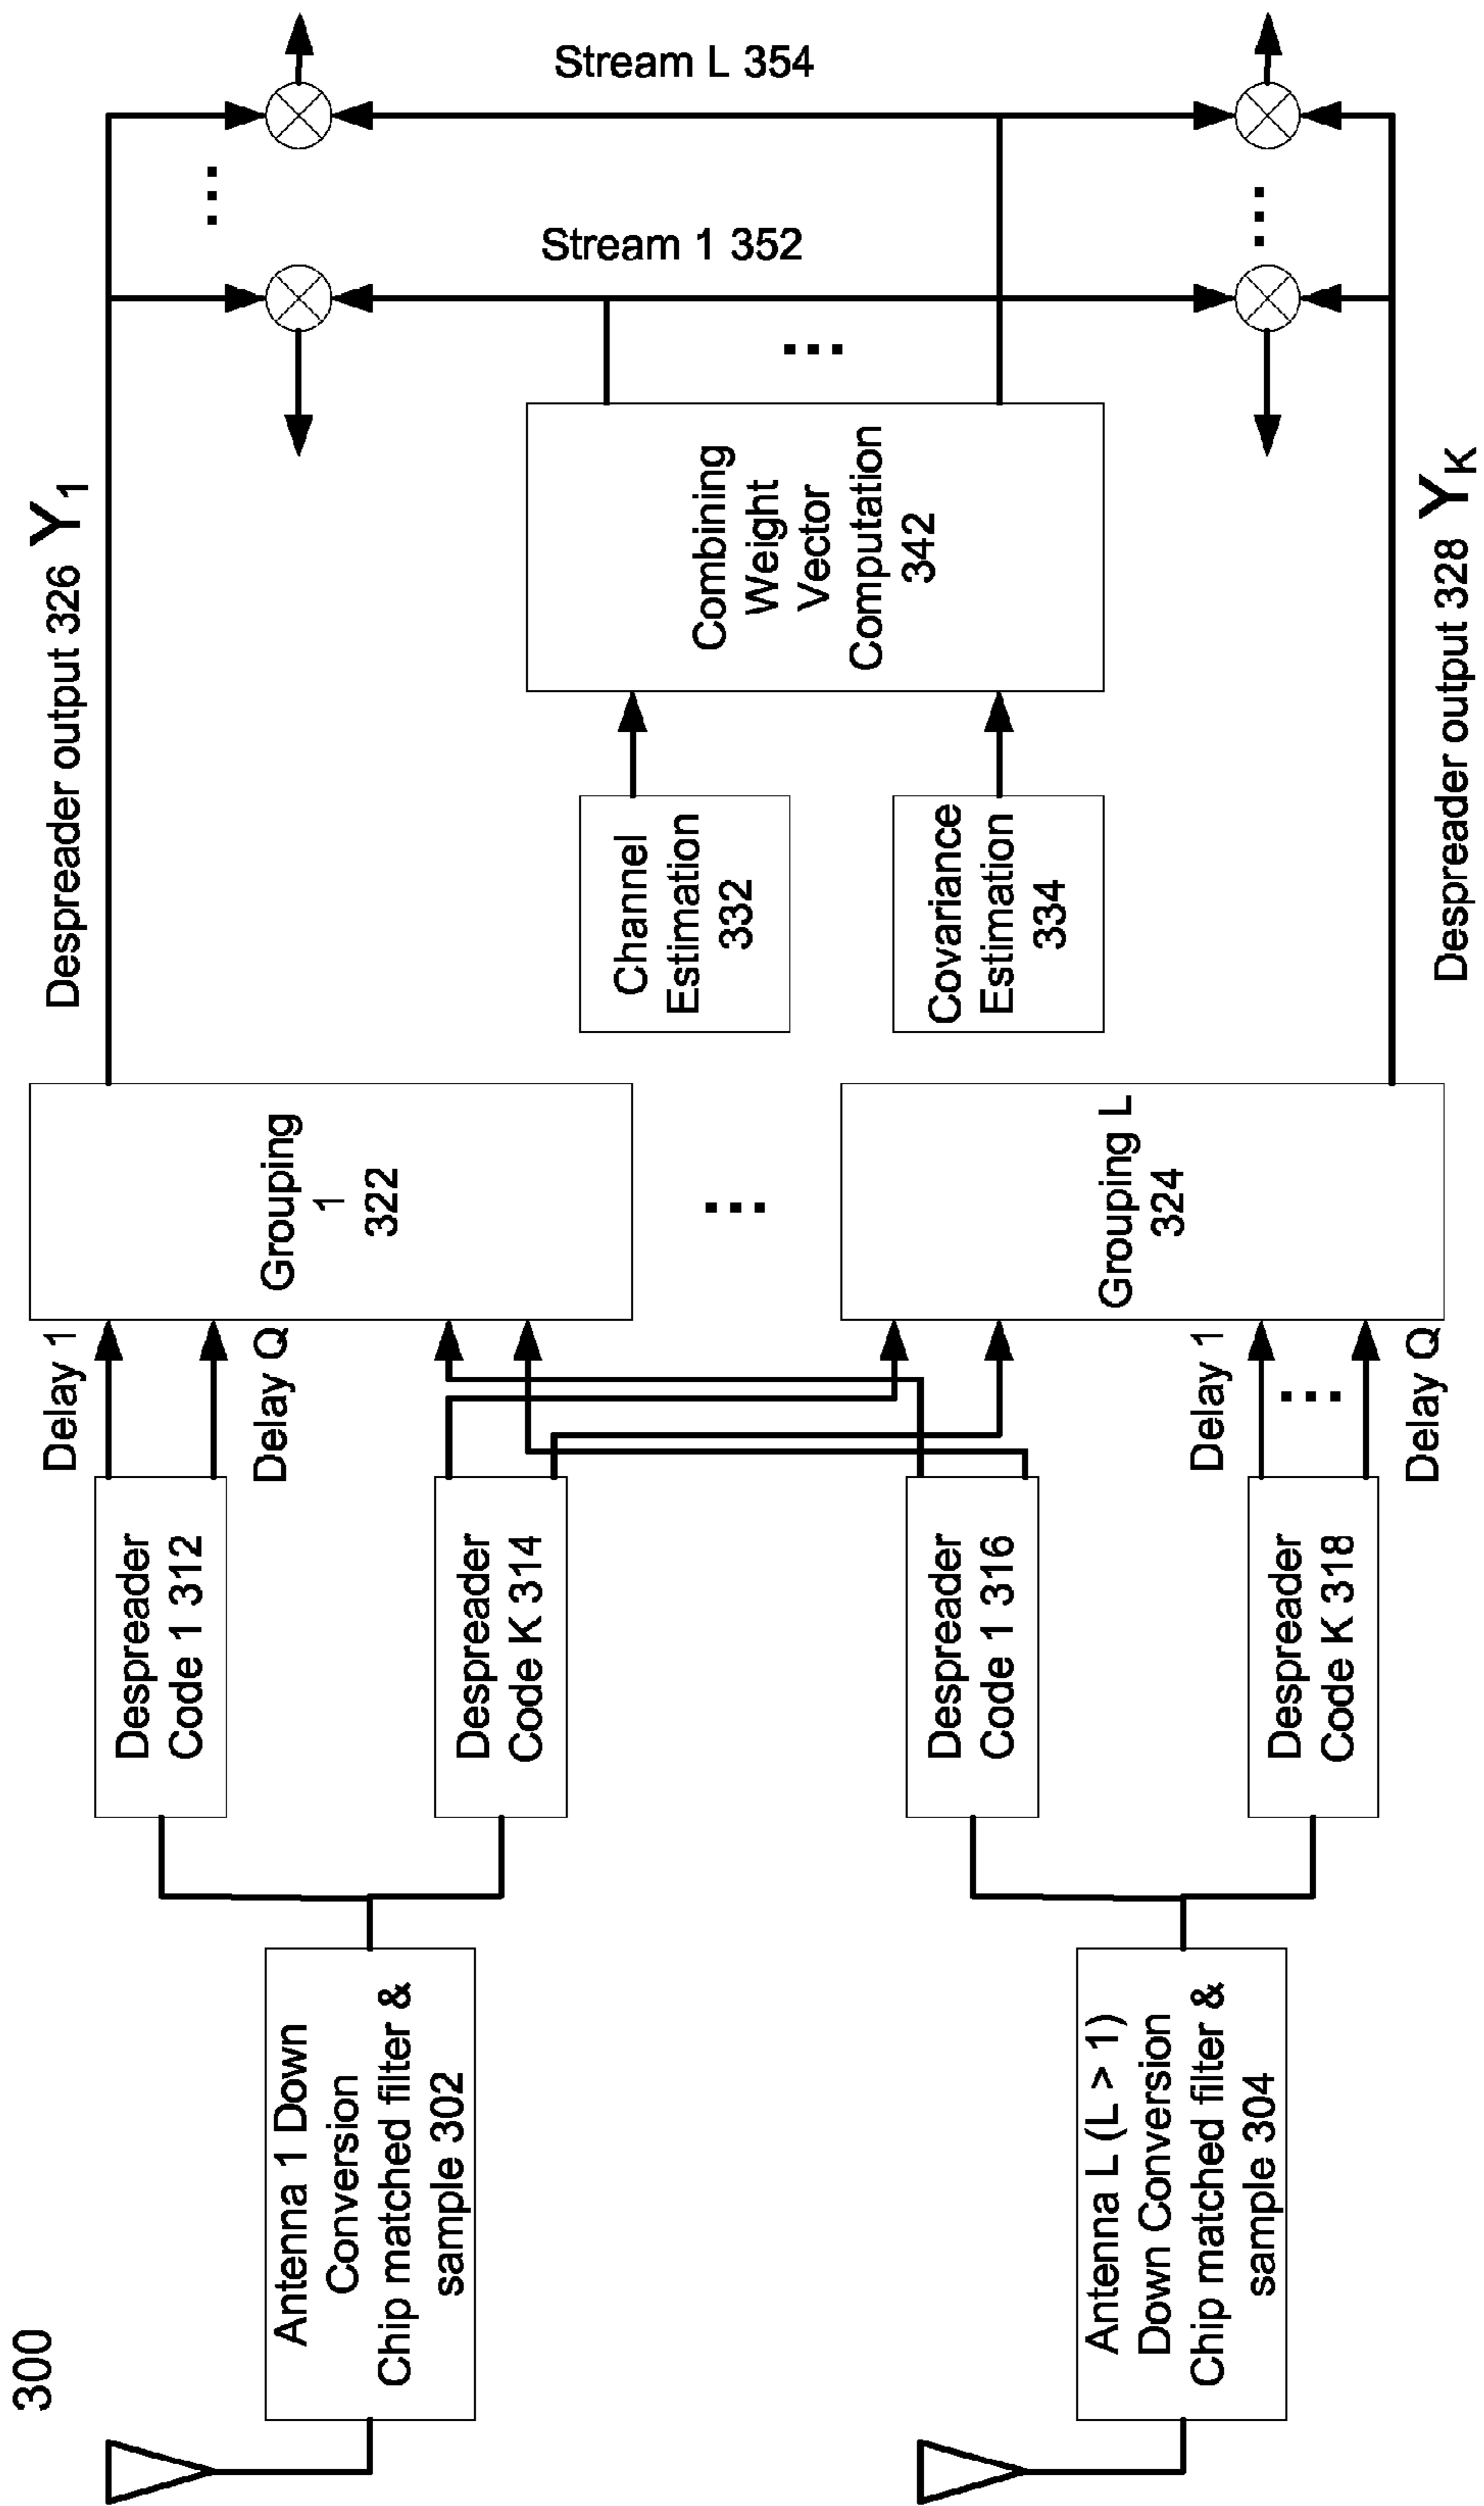 300
Antenna 1 Down
Conversion
Chip matched filter &
sample 302
Antenna L (L > 1)
Down Conversion
Chip matched filter &
sample 304
Despreader
Code 1 312
Despreader
Code K 314
Despreader
Code 1 316
Despreader
Code K 318
Delay 1
Delay Q
Delay 1
...
Delay Q
Grouping
1
322
...
Grouping L
324
Despreader output 326 Y1
Channel
Estimation
332
Covariance
Estimation
334
Combining
Weight
Vector
Computation
342
...
Despreader output 328 YK
Stream 1 352
Stream L 354
...
...